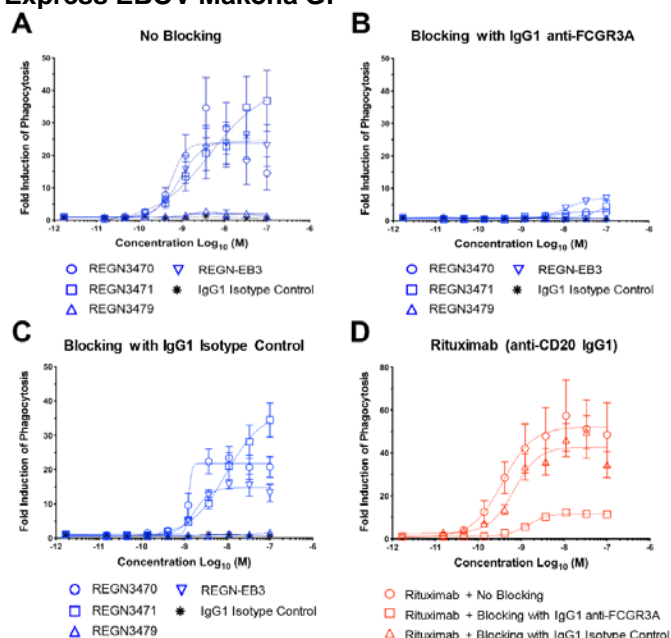 Express EBOV Makona GP
A
No Blocking
Fold Induction of Phagocytosis
50
40
30
20
10
0
-12 -11 -10 -9 -8 -7 -6
Concentration Log10 (M)
REGN3470 REGN-EB3
REGN3471 IgG1 Isotype Control
REGN3479
B
Blocking with IgG1 anti-FCGR3A
Fold Induction of Phagocytosis
50
40
30
20
10
0
-12 -11 -10 -9 -8 -7 -6
Concentration Log10 (M)
REGN3470 REGN-EB3
REGN3471 IgG1 Isotype Control
REGN3479
C
Blocking with IgG1 Isotype Control
Fold Induction of Phagocytosis
50
40
30
20
10
0
-12 -11 -10 -9 -8 -7 -6
Concentration Log10 (M)
REGN3470 REGN-EB3
REGN3471 IgG1 Isotype Control
REGN3479
D
Rituximab (anti-CD20 IgG1)
Fold Induction of Phagocytosis
80
60
40
20
0
-12 -11 -10 -9 -8 -7 -6
Concentration Log10 (M)
Rituximab + No Blocking
Rituximab + Blocking with IgG1 anti-FCGR3A
Rituximab + Blocking with IgG1 Isotype Control